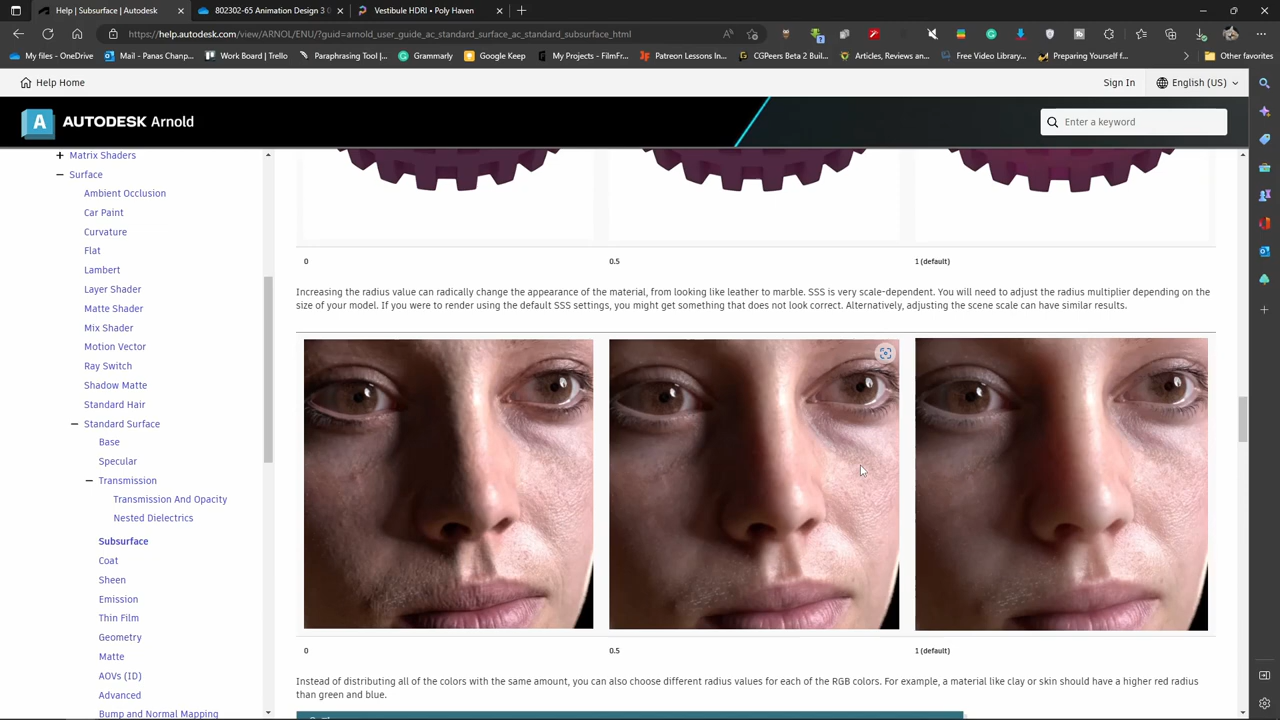 Help | Subsurface | Autodesk
802302-65 Animation Design 3 0
Vestibule HDRI • Poly Haven
https://help.autodesk.com/view/ARNOL/ENU/?guid=arnold_user_guide_ac_standard_surface_ac_standard_subsurface_html
My files - OneDrive
Mail - Panas Chanp...
Work Board | Trello
Paraphrasing Tool |...
Grammarly
Google Keep
My Projects - FilmFr...
Patreon Lessons In...
CGPeers Beta 2 Buil...
Articles, Reviews an...
Free Video Library...
Preparing Yourself f...
Other favorites
Help Home
Sign In
English (US)
A AUTODESK Arnold
Enter a keyword
Matrix Shaders
Surface
Ambient Occlusion
Car Paint
Curvature
Flat
Lambert
Layer Shader
Matte Shader
Mix Shader
Motion Vector
Ray Switch
Shadow Matte
Standard Hair
Standard Surface
Base
Specular
Transmission
Transmission And Opacity
Nested Dielectrics
Subsurface
Coat
Sheen
Emission
Thin Film
Geometry
Matte
AOVs (ID)
Advanced
Bump and Normal Mapping
0
0.5
1 (default)
Increasing the radius value can radically change the appearance of the material, from looking like leather to marble. SSS is very scale-dependent. You will need to adjust the radius multiplier depending on the
size of your model. If you were to render using the default SSS settings, you might get something that does not look correct. Alternatively, adjusting the scene scale can have similar results.
0
0.5
1 (default)
Instead of distributing all of the colors with the same amount, you can also choose different radius values for each of the RGB colors. For example, a material like clay or skin should have a higher red radius
than green and blue.